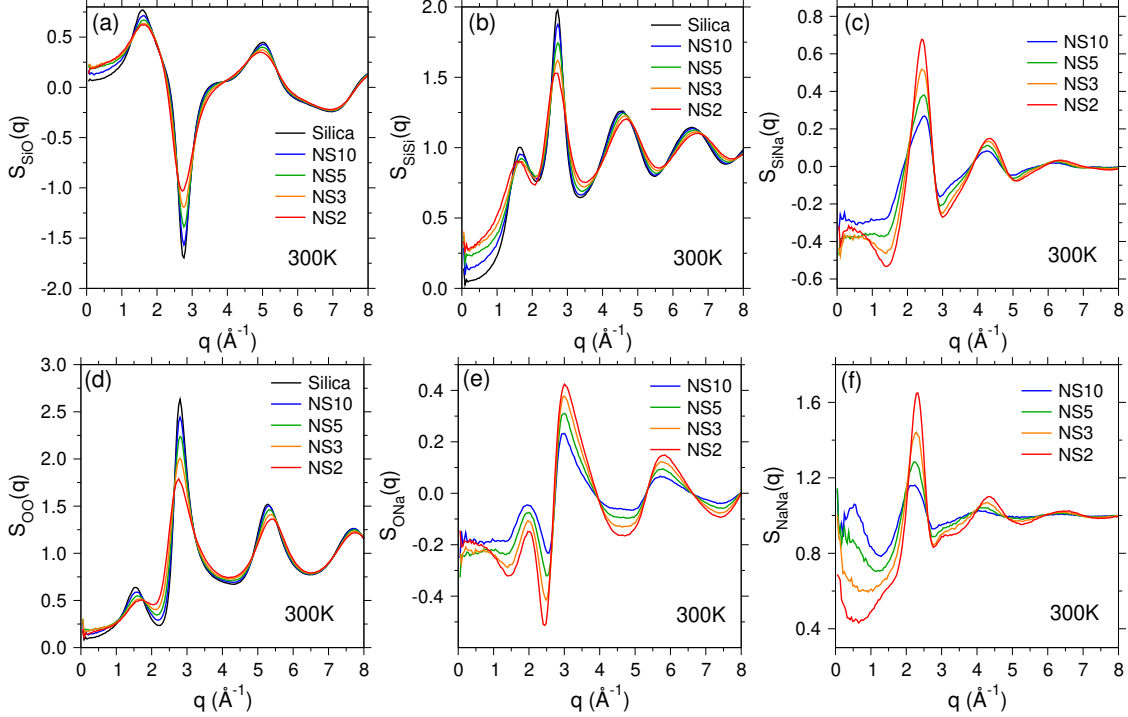 (a)
S_SiO(q)
0.5
0.0
-0.5
-1.0
-1.5
-2.0
Silica
NS10
NS5
NS3
NS2
300K
0 1 2 3 4 5 6 7 8
q (Å⁻¹)
(b)
S_SiSi(q)
2.0
1.5
1.0
0.5
0.0
Silica
NS10
NS5
NS3
NS2
300K
0 1 2 3 4 5 6 7 8
q (Å⁻¹)
(c)
S_SiNa(q)
0.8
0.6
0.4
0.2
0.0
-0.2
-0.4
-0.6
NS10
NS5
NS3
NS2
300K
0 1 2 3 4 5 6 7 8
q (Å⁻¹)
(d)
S_OO(q)
3.0
2.5
2.0
1.5
1.0
0.5
0.0
Silica
NS10
NS5
NS3
NS2
300K
0 1 2 3 4 5 6 7 8
q (Å⁻¹)
(e)
S_ONa(q)
0.4
0.2
0.0
-0.2
-0.4
NS10
NS5
NS3
NS2
300K
0 1 2 3 4 5 6 7 8
q (Å⁻¹)
(f)
S_NaNa(q)
1.6
1.2
0.8
0.4
NS10
NS5
NS3
NS2
300K
0 1 2 3 4 5 6 7 8
q (Å⁻¹)